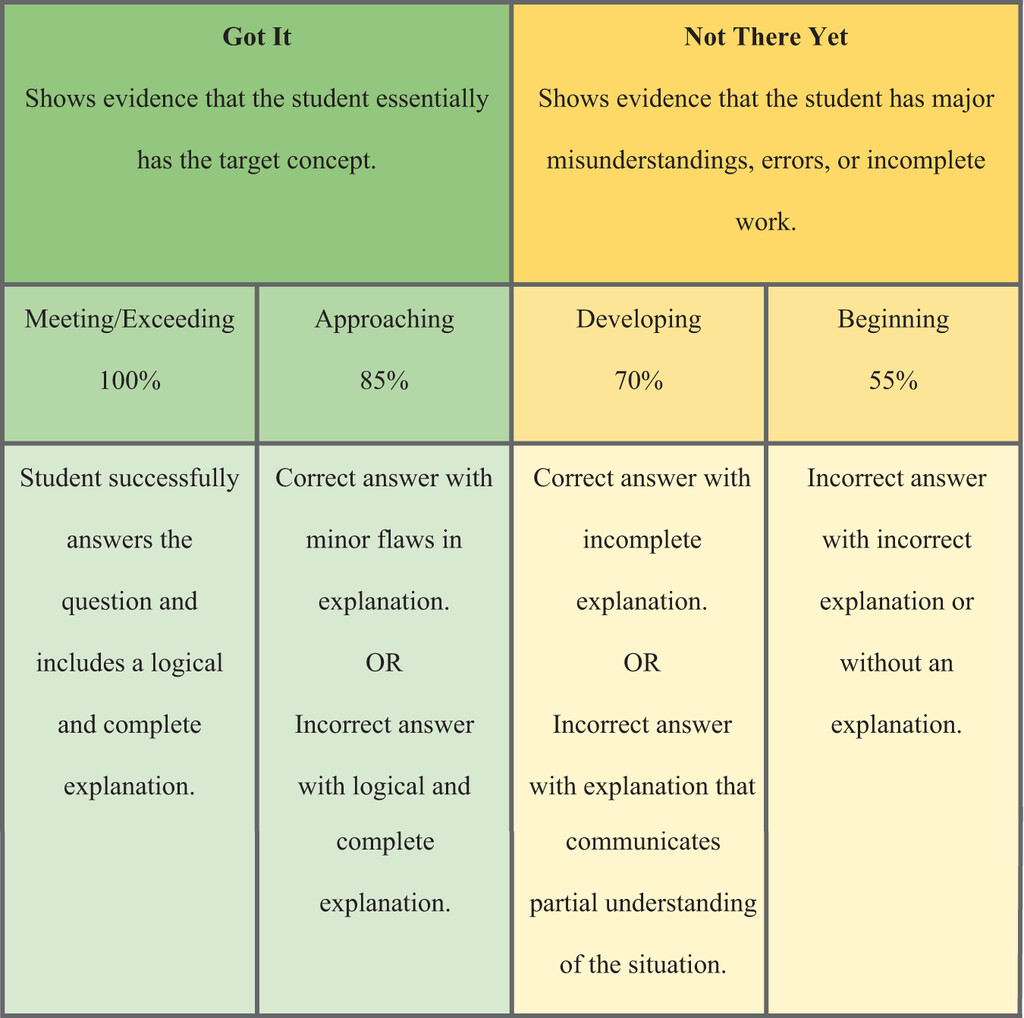 Got It
Shows evidence that the student essentially
has the target concept.
Not There Yet
Shows evidence that the student has major
misunderstandings, errors, or incomplete
work.
Meeting/Exceeding
100%
Approaching
85%
Developing
70%
Beginning
55%
Student successfully
answers the
question and
includes a logical
and complete
explanation.
Correct answer with
minor flaws in
explanation.
OR
Incorrect answer
with logical and
complete
explanation.
Correct answer with
incomplete
explanation.
OR
Incorrect answer
with explanation that
communicates
partial understanding
of the situation.
Incorrect answer
with incorrect
explanation or
without an
explanation.